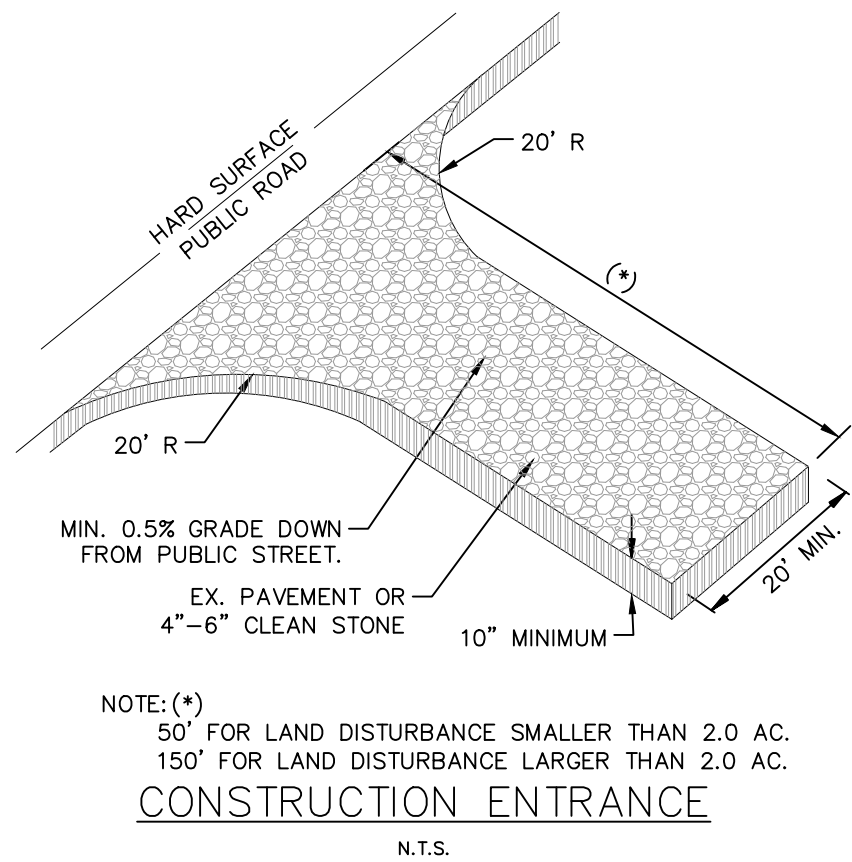 HARD SURFACE
PUBLIC ROAD
20' R
(*)
20' R
MIN. 0.5% GRADE DOWN
FROM PUBLIC STREET.
EX. PAVEMENT OR
4"-6" CLEAN STONE
10" MINIMUM
20' MIN.
NOTE: (*)
50' FOR LAND DISTURBANCE SMALLER THAN 2.0 AC.
150' FOR LAND DISTURBANCE LARGER THAN 2.0 AC.
CONSTRUCTION ENTRANCE
N.T.S.